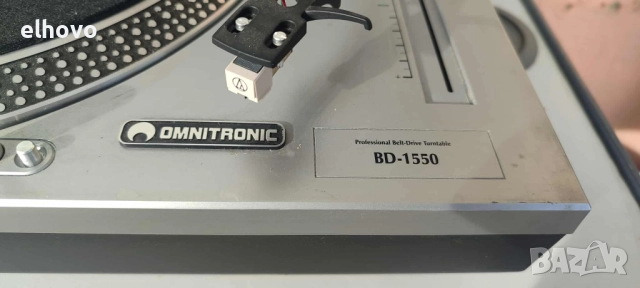 elhovo
OMNITRONIC
Professional Belt-Drive Turntable
BD-1550
BAZAR